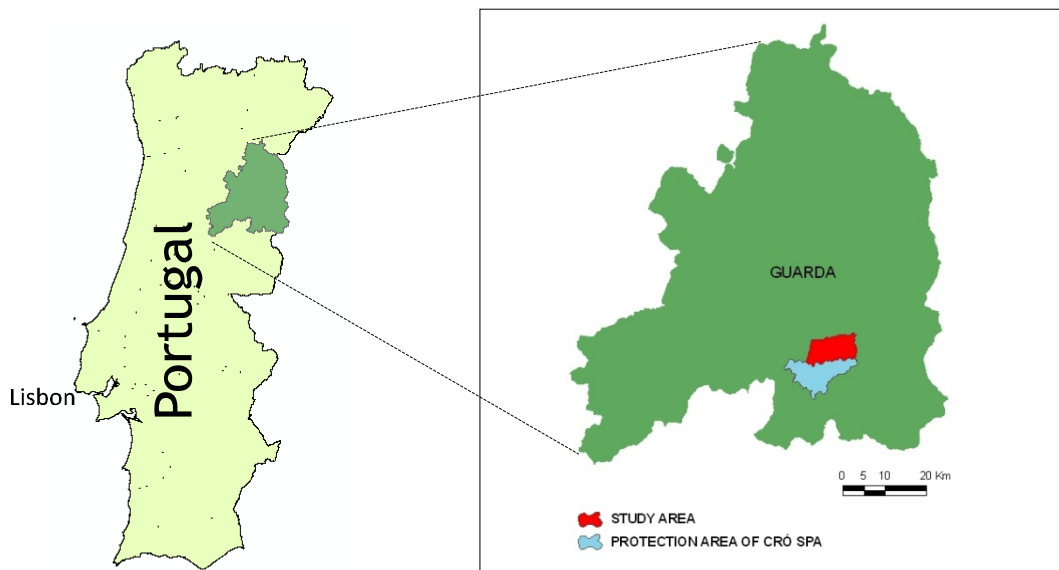 Portugal
Lisbon
GUARDA
0 5 10 20 Km
STUDY AREA
PROTECTION AREA OF CRÓ SPA